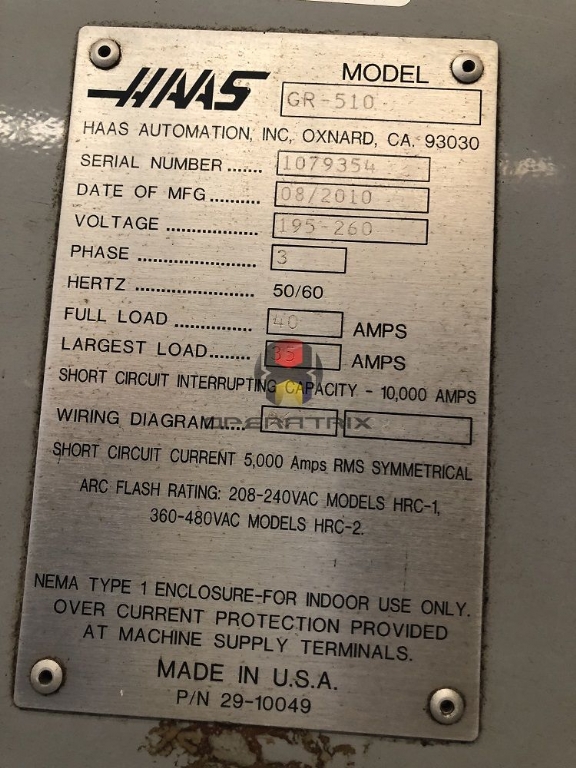 HAAS
MODEL
GR-510
HAAS AUTOMATION, INC, OXNARD, CA. 93030
SERIAL NUMBER ...... 1079354
DATE OF MFG ......... 08/2010
VOLTAGE ................ 195-260
PHASE ..................... 3
HERTZ ..................... 50/60
FULL LOAD .............. 40 AMPS
LARGEST LOAD....... 35 AMPS
SHORT CIRCUIT INTERRUPTING CAPACITY - 10,000 AMPS
WIRING DIAGRAM.....
OPERATRIX
SHORT CIRCUIT CURRENT 5,000 Amps RMS SYMMETRICAL
ARC FLASH RATING: 208-240VAC MODELS HRC-1,
360-480VAC MODELS HRC-2.
NEMA TYPE 1 ENCLOSURE-FOR INDOOR USE ONLY.
OVER CURRENT PROTECTION PROVIDED
AT MACHINE SUPPLY TERMINALS.
MADE IN U.S.A.
P/N 29-10049